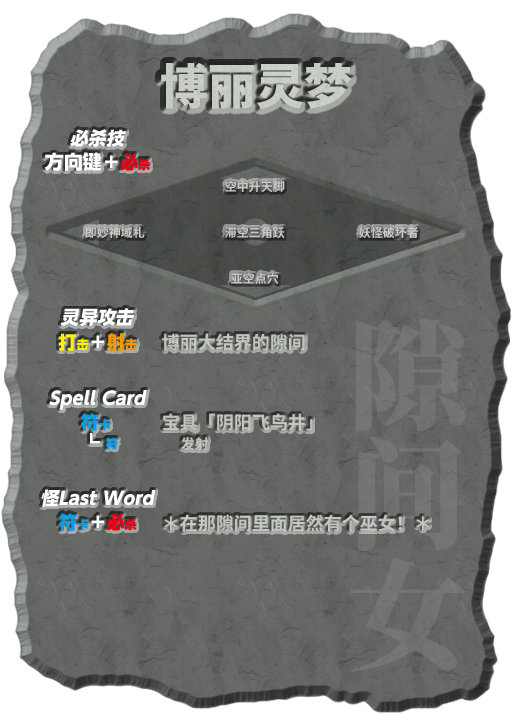 博丽灵梦
必杀技
方向键+必杀
空中升天脚
即妙神域札
滞空三角跃
妖怪破坏者
亚空点穴
灵异攻击
打击+射击
博丽大结界的隙间
Spell Card
符卡
宝具「阴阳飞鸟井」
└符
发射
怪Last Word
符卡+必杀
＊在那隙间里面居然有个巫女！＊
隙间女